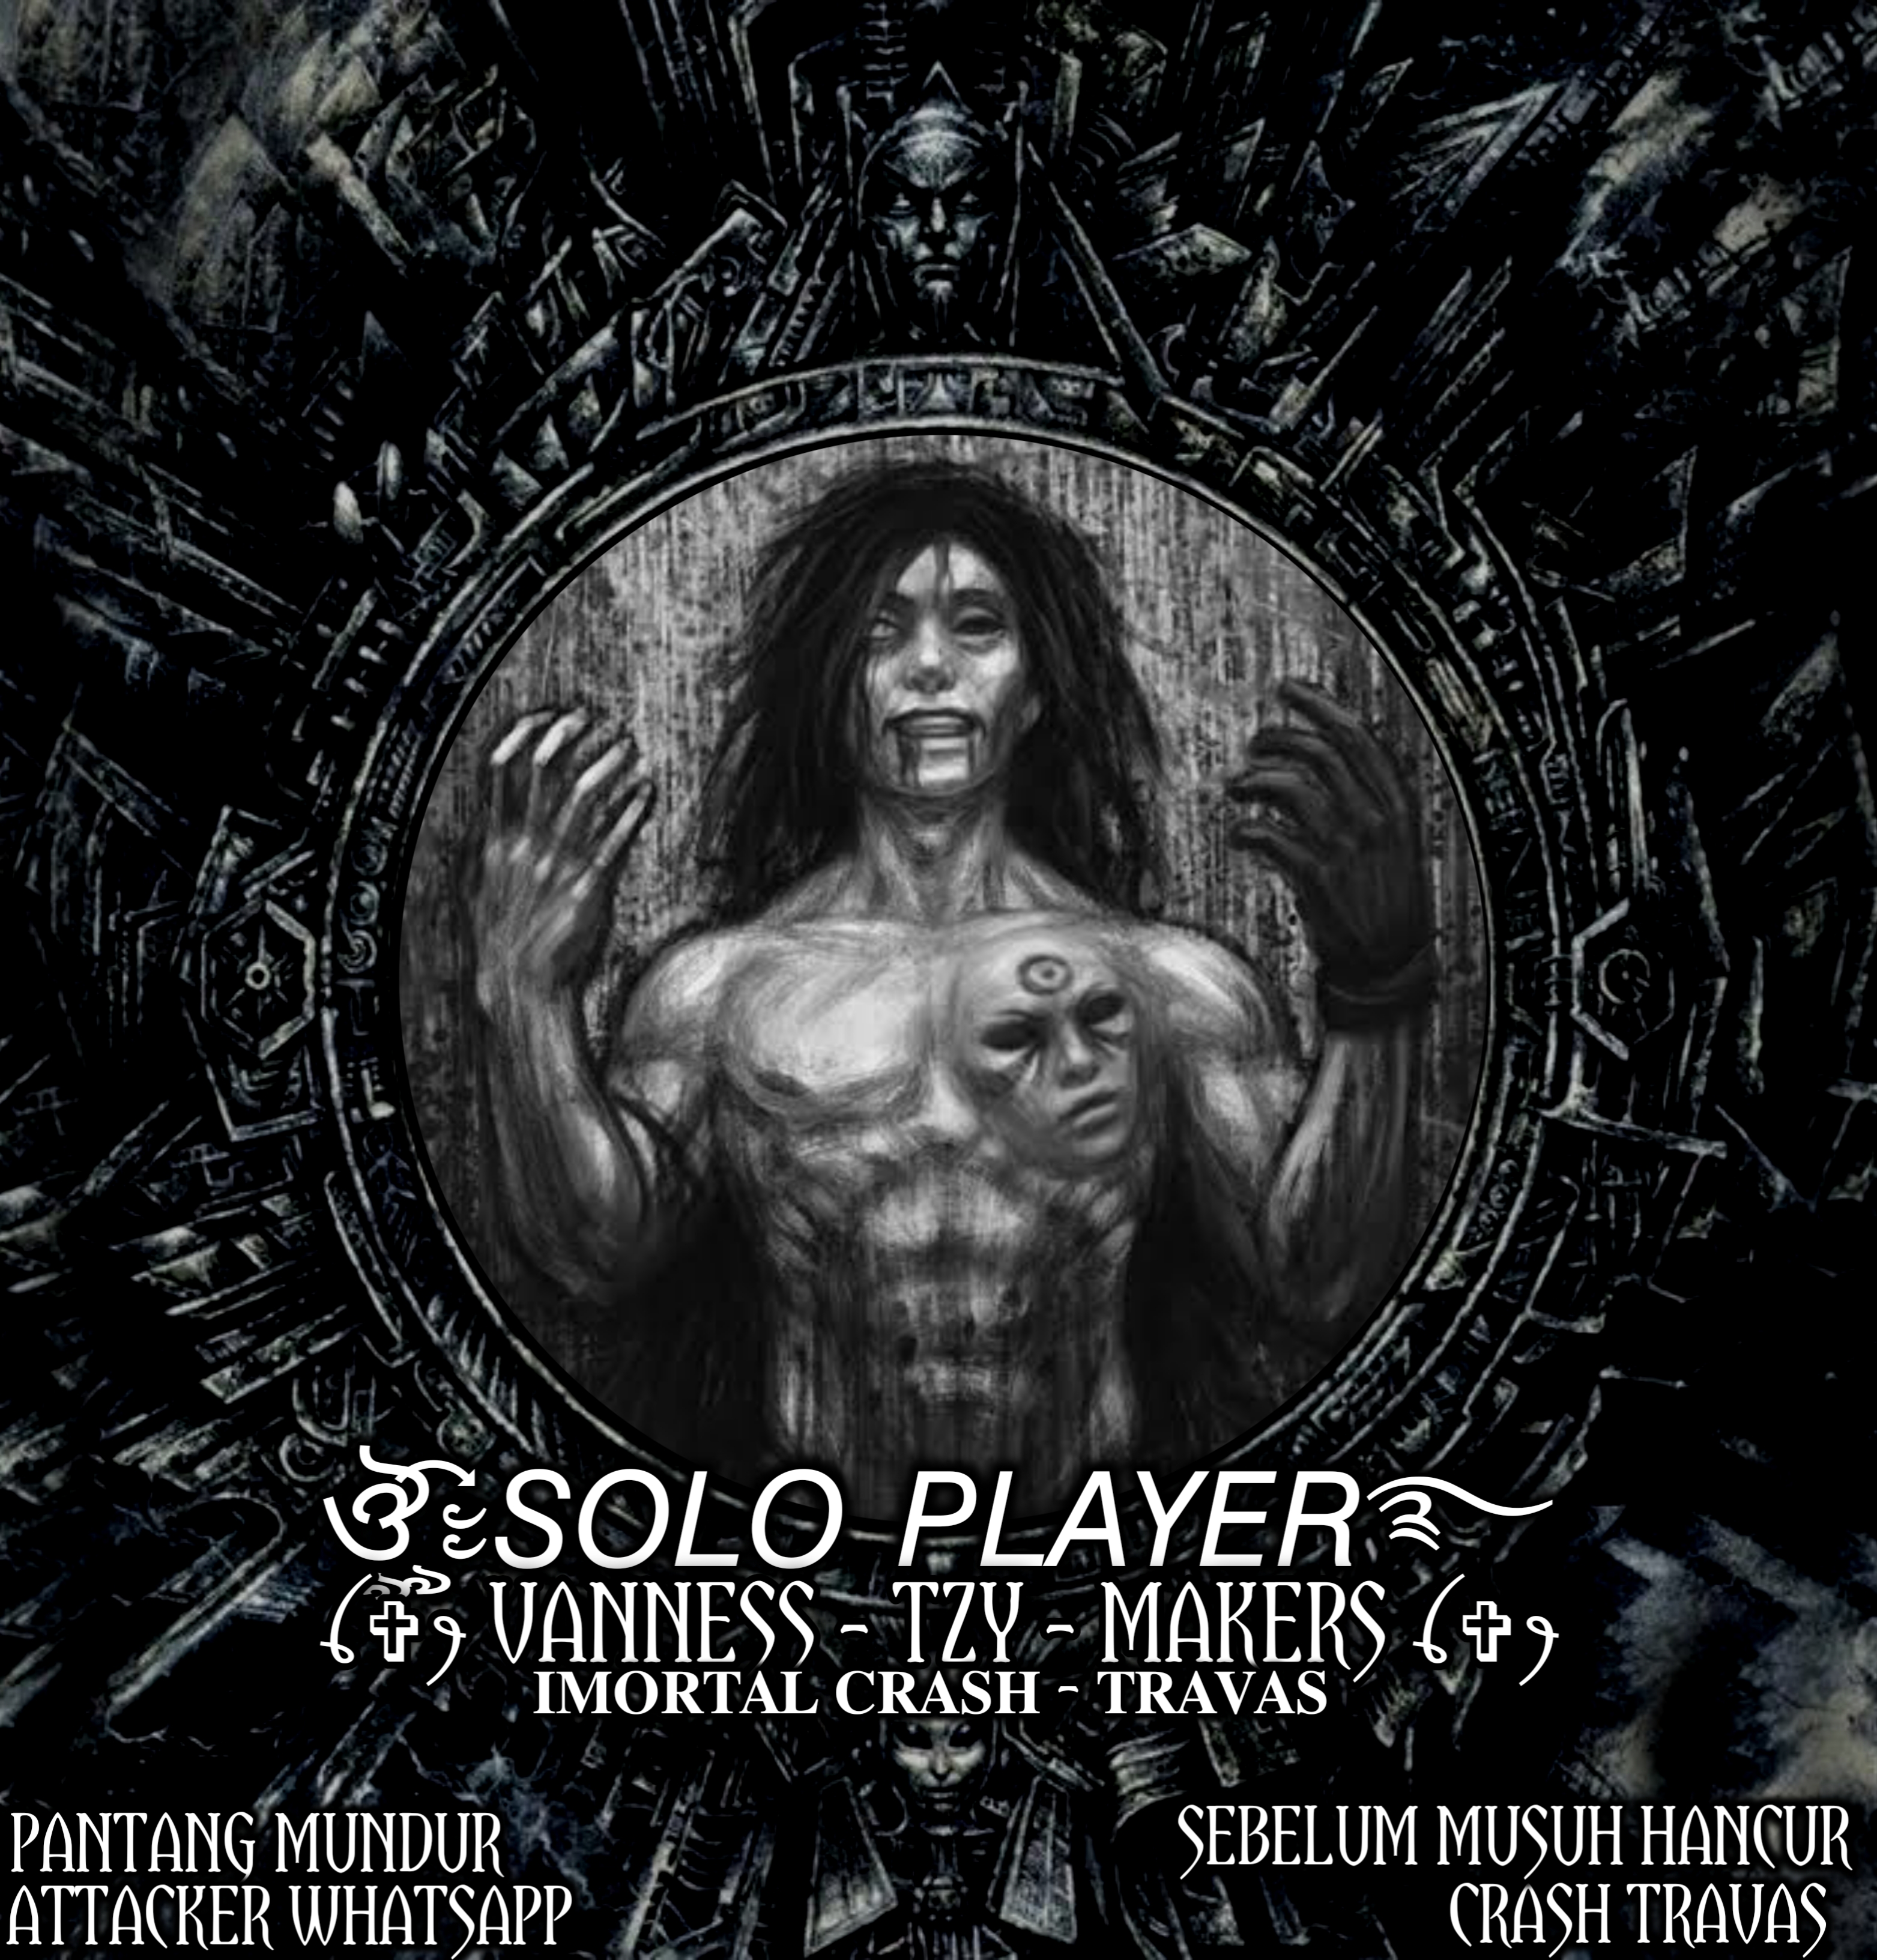 SOLO PLAYER
VANNESS - TZY - MAKERS
IMORTAL CRASH - TRAVAS
PANTANG MUNDUR
ATTACKER WHATSAPP
SEBELUM MUSUH HANCUR
CRASH TRAVAS